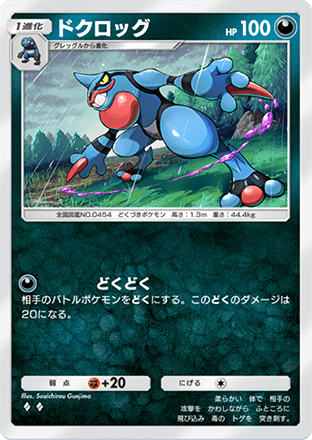 1進化 ドクロッグ HP 100
グレッグルから進化
全国図鑑NO.0454 どくづきポケモン 高さ:1.3m 重さ:44.4kg
どくどく
相手のバトルポケモンをどくにする。このどくのダメージは
20になる。
弱点 +20 にげる
Illus. Souichirou Gunjima
柔らかい 体で 相手の
攻撃を かわしながら ふところに
飛び込み 毒の トゲを 突き刺す。